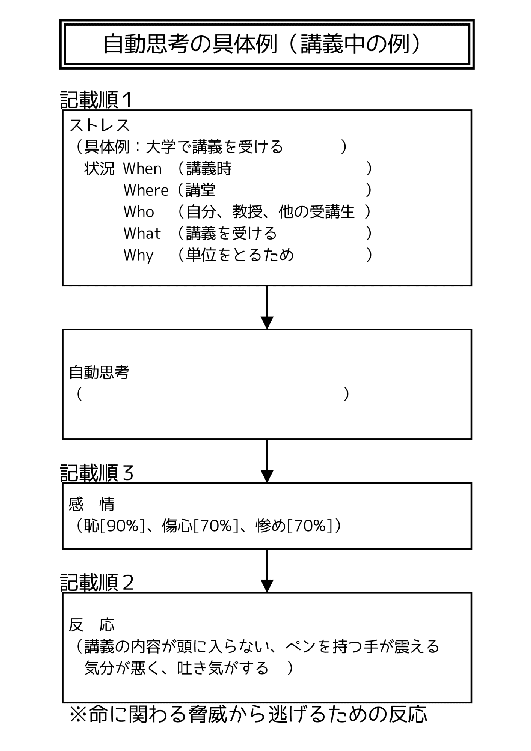 自動思考の具体例（講義中の例）
記載順１
ストレス
（具体例：大学で講義を受ける　　　　）
状況 When （講義時　　　　　　　　　）
Where（講堂　　　　　　　　　　）
Who （自分、教授、他の受講生 ）
What （講義を受ける　　　　　　）
Why （単位をとるため　　　　　）
自動思考
（　　　　　　　　　　　　　　　　　）
記載順３
感　情
（恥[90%]、傷心[70%]、惨め[70%]）
記載順２
反　応
（講義の内容が頭に入らない、ペンを持つ手が震える
気分が悪く、吐き気がする　）
※命に関わる脅威から逃げるための反応